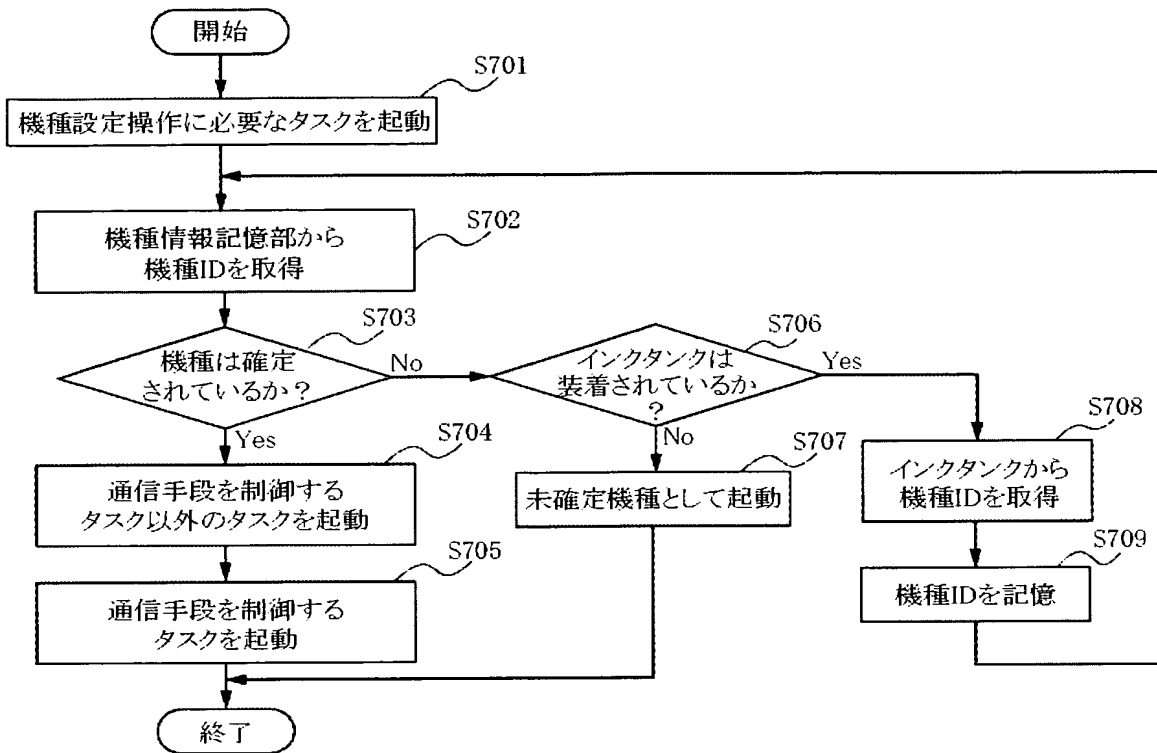 開始
S701
機種設定操作に必要なタスクを起動
S702
機種情報記憶部から
機種IDを取得
S703
機種は確定
されているか？
No
Yes
S704
通信手段を制御する
タスク以外のタスクを起動
S705
通信手段を制御する
タスクを起動
終了
S706
インクタンクは
装着されているか
？
Yes
No
S707
未確定機種として起動
S708
インクタンクから
機種IDを取得
S709
機種IDを記憶